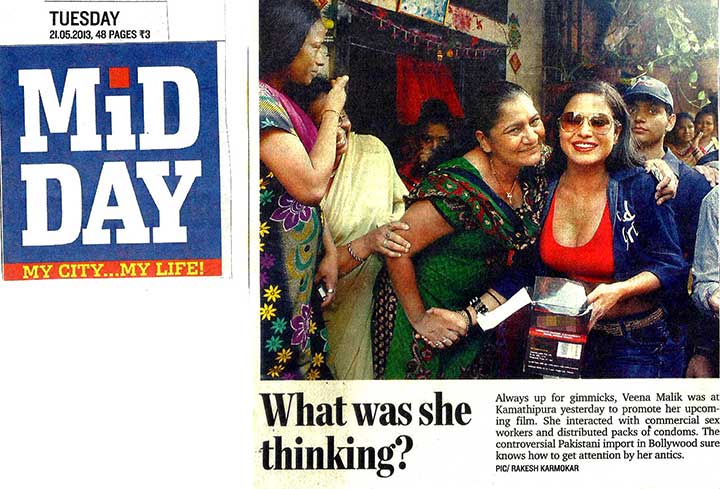 TUESDAY
21.05.2013, 48 PAGES ₹3
MiD
DAY
MY CITY...MY LIFE!
What was she
thinking?
Always up for gimmicks, Veena Malik was at
Kamathipura yesterday to promote her upcom-
ing film. She interacted with commercial sex
workers and distributed packs of condoms. The
controversial Pakistani import in Bollywood sure
knows how to get attention by her antics.
PIC/ RAKESH KARMOKAR